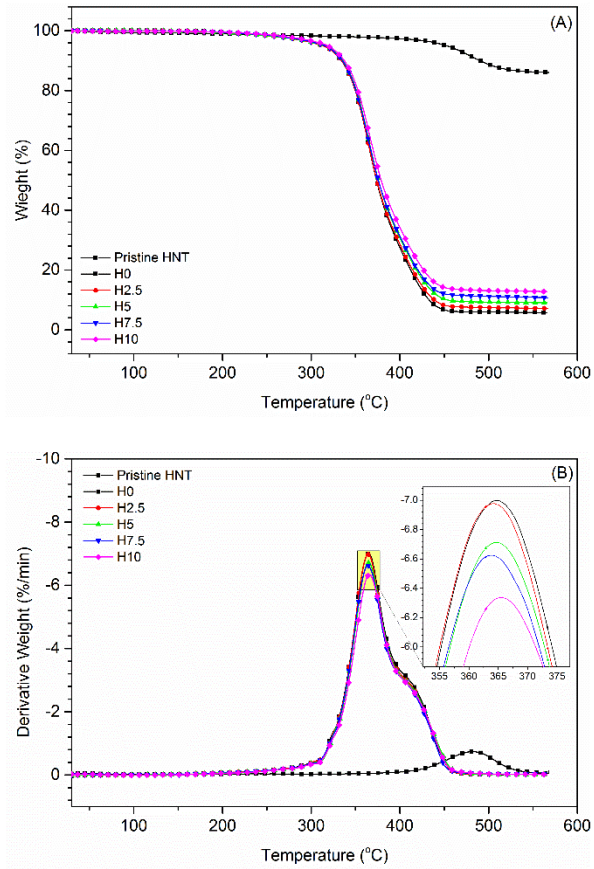 (A)
100
80
60
40
20
0
Wieght (%)
Pristine HNT
H0
H2.5
H5
H7.5
H10
100 200 300 400 500 600
Temperature (°C)
(B)
-10
-8
-6
-4
-2
0
Derivative Weight (%/min)
Pristine HNT
H0
H2.5
H5
H7.5
H10
-7.0
-6.8
-6.6
-6.4
-6.2
-6.0
355 360 365 370 375
100 200 300 400 500 600
Temperature (°C)